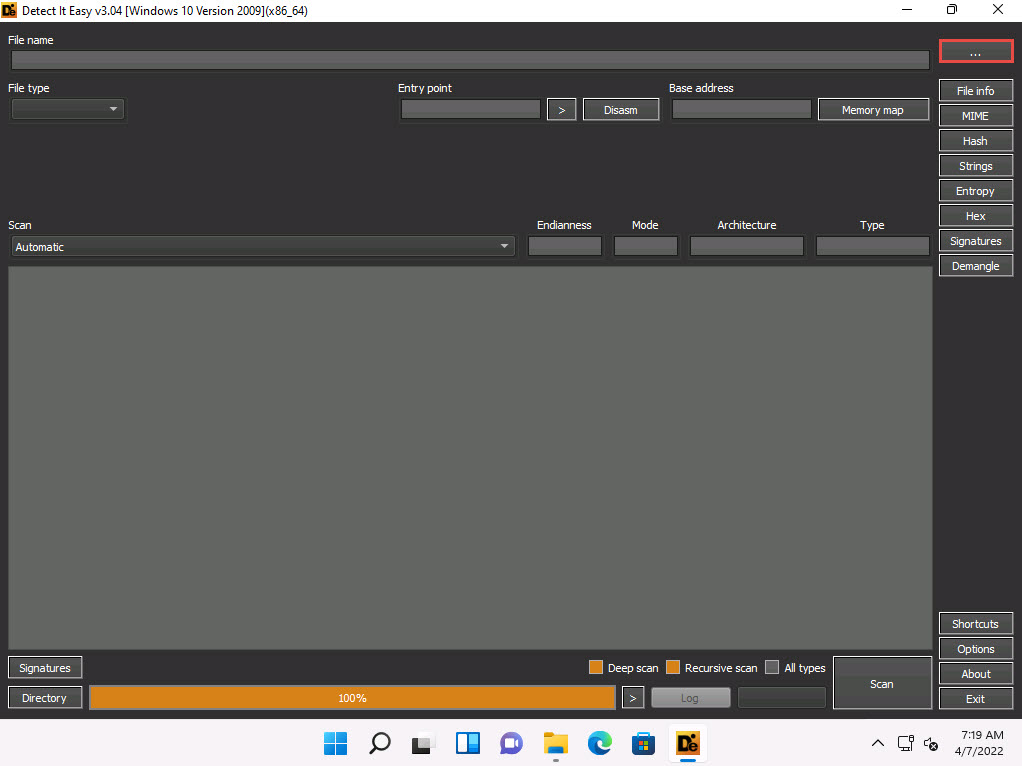 Detect It Easy v3.04 [Windows 10 Version 2009](x86_64)
File name
...
File type
Entry point
Base address
>
Disasm
Memory map
File info
MIME
Hash
Strings
Entropy
Hex
Signatures
Demangle
Scan
Endianness
Mode
Architecture
Type
Automatic
Shortcuts
Options
About
Exit
Signatures
Deep scan
Recursive scan
All types
Scan
Directory
100%
>
Log
De
7:19 AM
4/7/2022